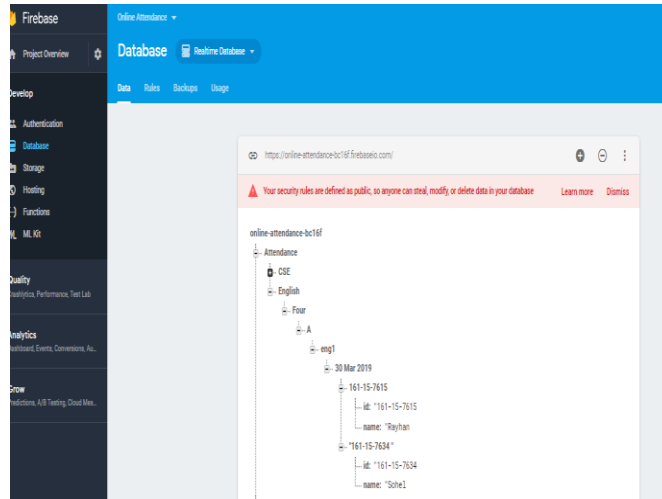 Firebase
Online Attendance
Project Overview
Database
Realtime Database
Develop
Data Rules Backups Usage
Authentication
Database
Storage
Hosting
Functions
ML Kit
https://online-attendance-bc16f.firebaseio.com/
Your security rules are defined as public, so anyone can steal, modify, or delete data in your database Learn more Dismiss
online-attendance-bc16f
Attendance
CSE
English
Four
A
eng1
30 Mar 2019
161-15-7615
id: "161-15-7615
name: "Rayhan
"161-15-7634"
id: "161-15-7634
name: "Sohel
Quality
Crashlytics, Performance, Test Lab
Analytics
Dashboard, Events, Conversions, Au...
Grow
Predictions, A/B Testing, Cloud Mes...